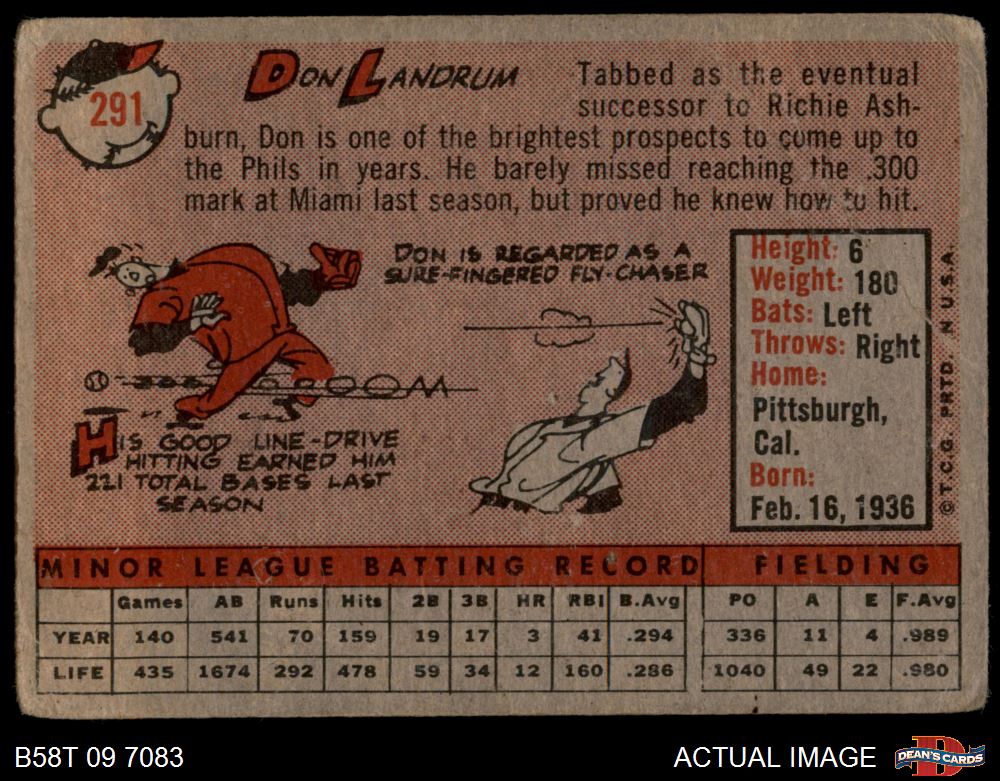 291
DON LANDRUM
Tabbed as the eventual
successor to Richie Ash-
burn, Don is one of the brightest prospects to come up to
the Phils in years. He barely missed reaching the .300
mark at Miami last season, but proved he knew how to hit.
DON IS REGARDED AS A
SURE-FINGERED FLY-CHASER
HIS GOOD LINE-DRIVE
HITTING EARNED HIM
221 TOTAL BASES LAST
SEASON
Height: 6
Weight: 180
Bats: Left
Throws: Right
Home:
Pittsburgh,
Cal.
Born:
Feb. 16, 1936
© T.C.G. PRTD. N U.S.A.
MINOR LEAGUE BATTING RECORD FIELDING
Games AB Runs Hits 2B 3B HR RBI B.Avg PO A E F.Avg
YEAR 140 541 70 159 19 17 3 41 .294 336 11 4 .989
LIFE 435 1674 292 478 59 34 12 160 .286 1040 49 22 .980
B58T 09 7083 ACTUAL IMAGE D DEAN'S CARDS